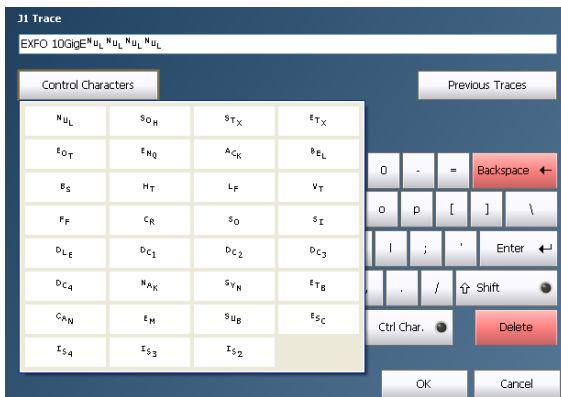 J1 Trace
EXFO 10GigE NUL NUL NUL NUL
Control Characters Previous Traces
NUL SOH STX ETX
EOT ENQ ACK BEL
0 - = Backspace ←
BS HT LF VT
o p [ ] \
FF CR SO SI
DLE DC1 DC2 DC3
l ; ' Enter ↵
DC4 NAK SYN ETB
, . / ⇧ Shift
CAN EM SUB ESC
Ctrl Char. Delete
IS4 IS3 IS2
OK Cancel